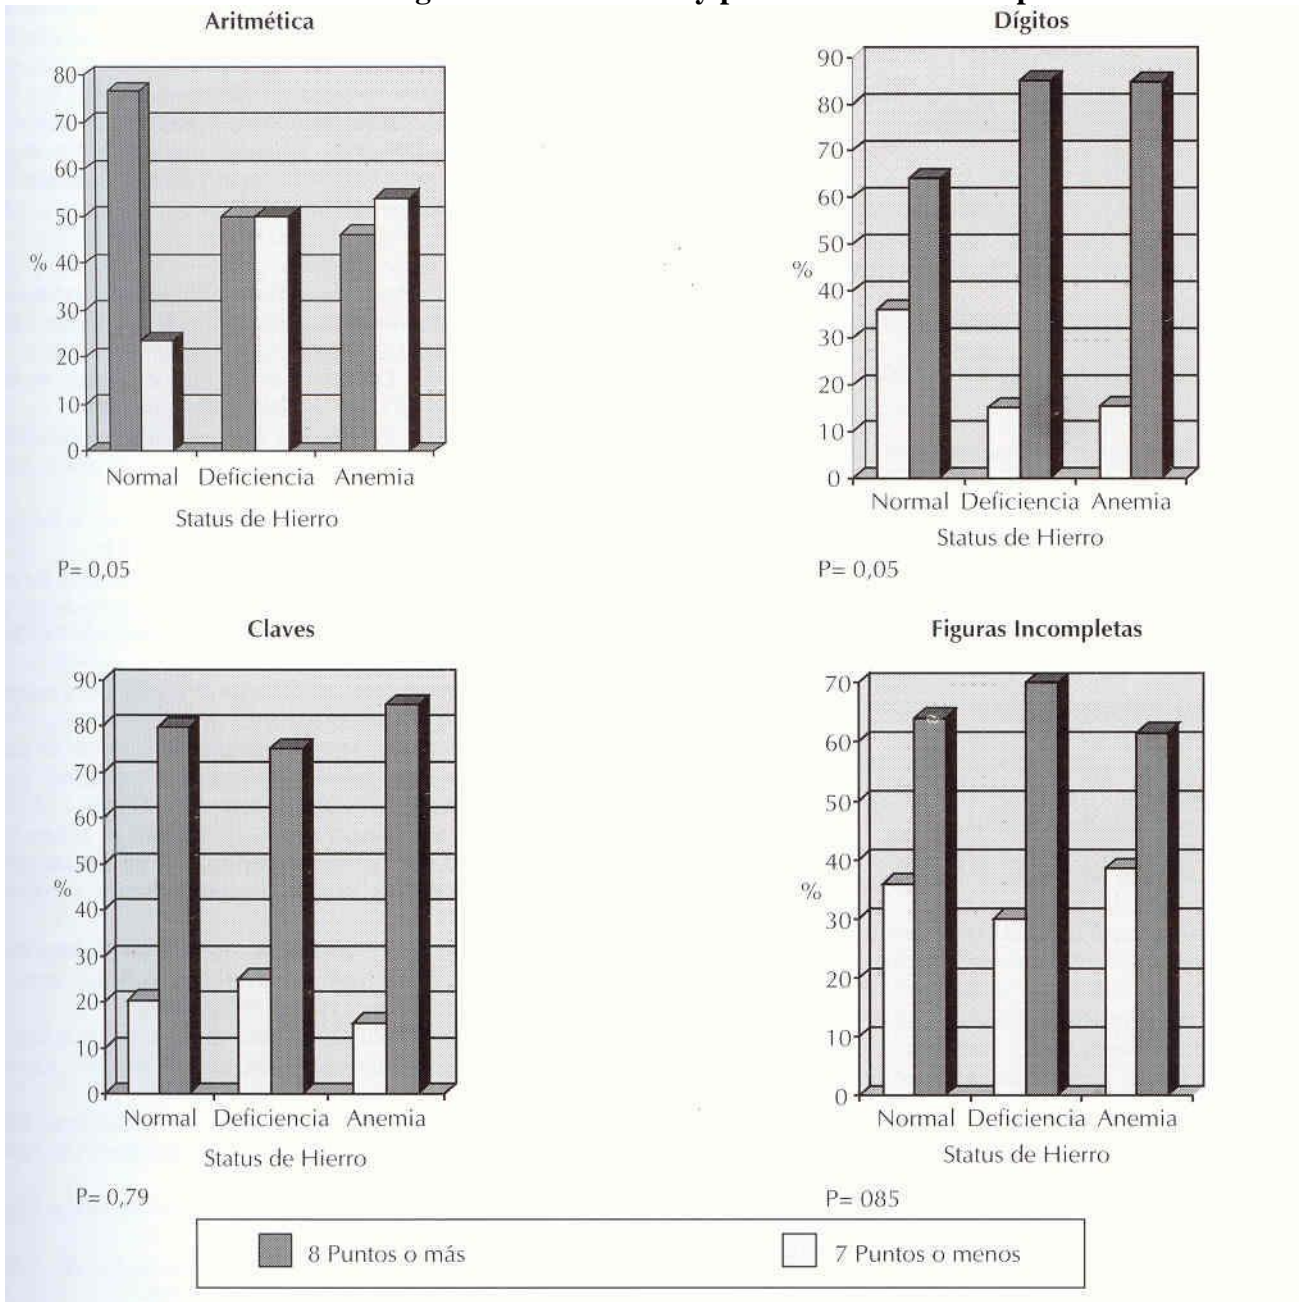 Aritmética
80
70
60
50
% 40
30
20
10
0
Normal Deficiencia Anemia
Status de Hierro
P= 0,05
Dígitos
90
80
70
60
50
%
40
30
20
10
0
Normal Deficiencia Anemia
Status de Hierro
P= 0,05
Claves
90
80
70
60
50
%
40
30
20
10
0
Normal Deficiencia Anemia
Status de Hierro
P= 0,79
Figuras Incompletas
70
60
50
40
%
30
20
10
0
Normal Deficiencia Anemia
Status de Hierro
P= 085
8 Puntos o más
7 Puntos o menos